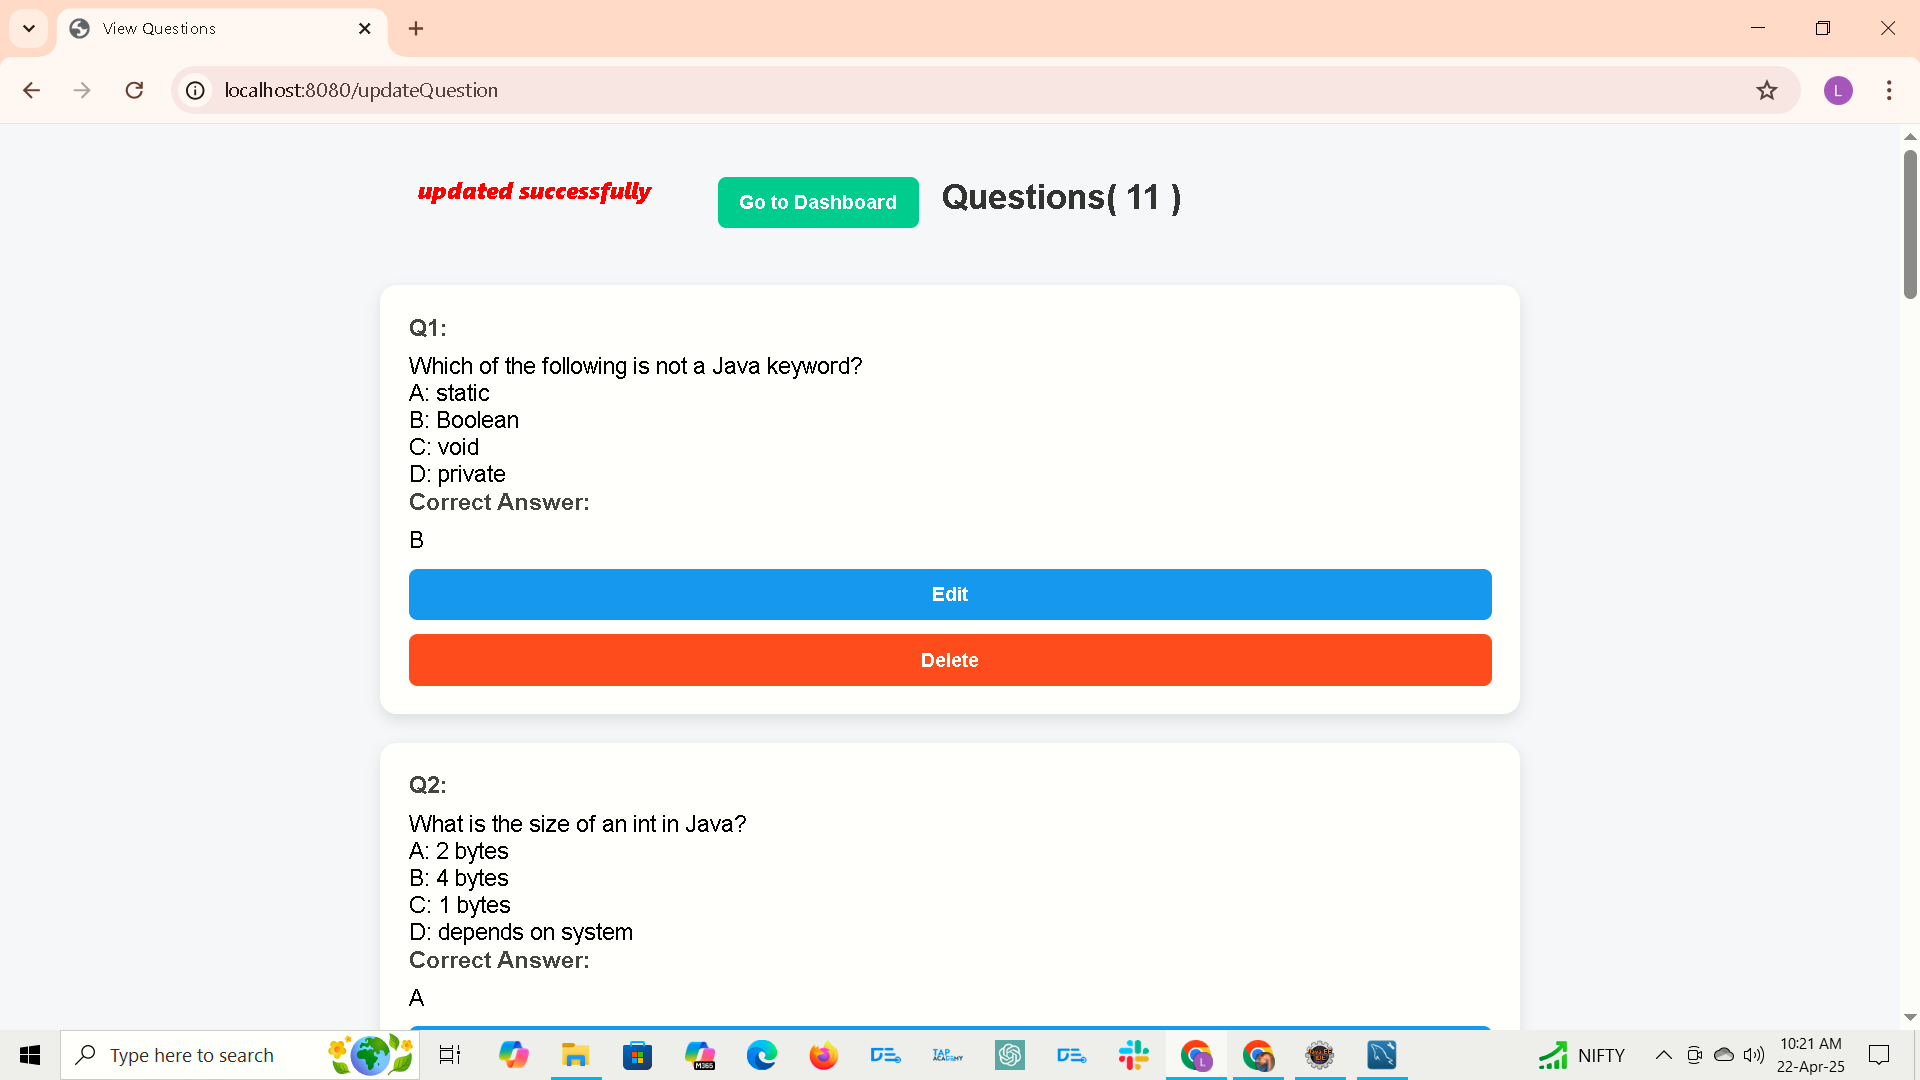 View Questions
localhost:8080/updateQuestion
L
updated successfully
Go to Dashboard
Questions( 11 )
Q1:
Which of the following is not a Java keyword?
A: static
B: Boolean
C: void
D: private
Correct Answer:
B
Edit
Delete
Q2:
What is the size of an int in Java?
A: 2 bytes
B: 4 bytes
C: 1 bytes
D: depends on system
Correct Answer:
A
Type here to search
M365
TAP
ACADEMY
L
NIFTY
10:21 AM
22-Apr-25